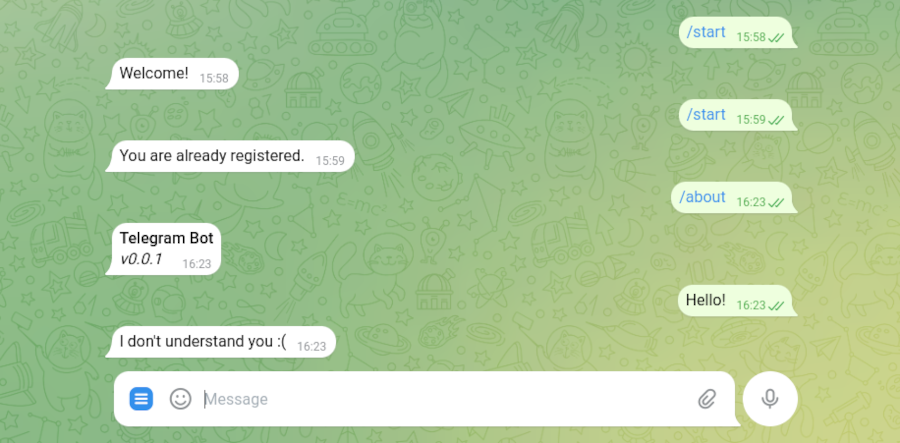 /start 15:58
Welcome! 15:58
/start 15:59
You are already registered. 15:59
/about 16:23
Telegram Bot
v0.0.1 16:23
Hello! 16:23
I don't understand you :( 16:23
Message